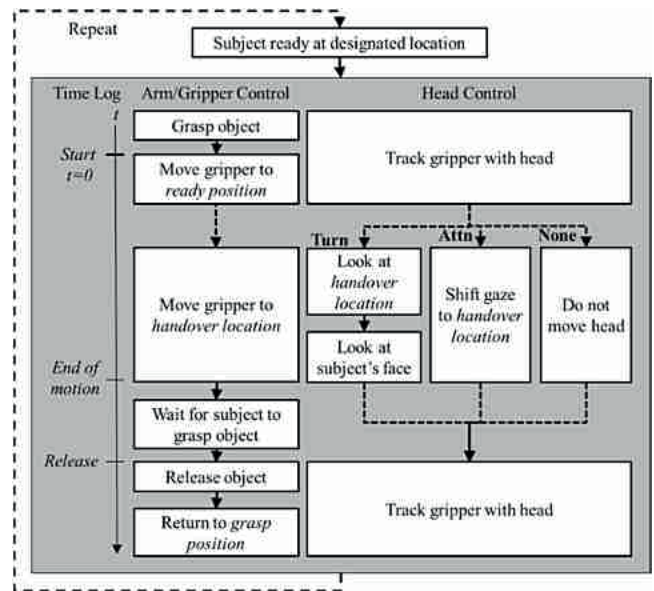 Repeat
Subject ready at designated location
Time Log
t
Arm/Gripper Control
Head Control
Grasp object
Track gripper with head
Start
t=0
Move gripper to
ready position
Turn
Attn
None
Look at
handover
location
Shift gaze
to handover
location
Do not
move head
Move gripper to
handover location
Look at
subject's face
End of
motion
Wait for subject to
grasp object
Release
Release object
Track gripper with head
Return to grasp
position